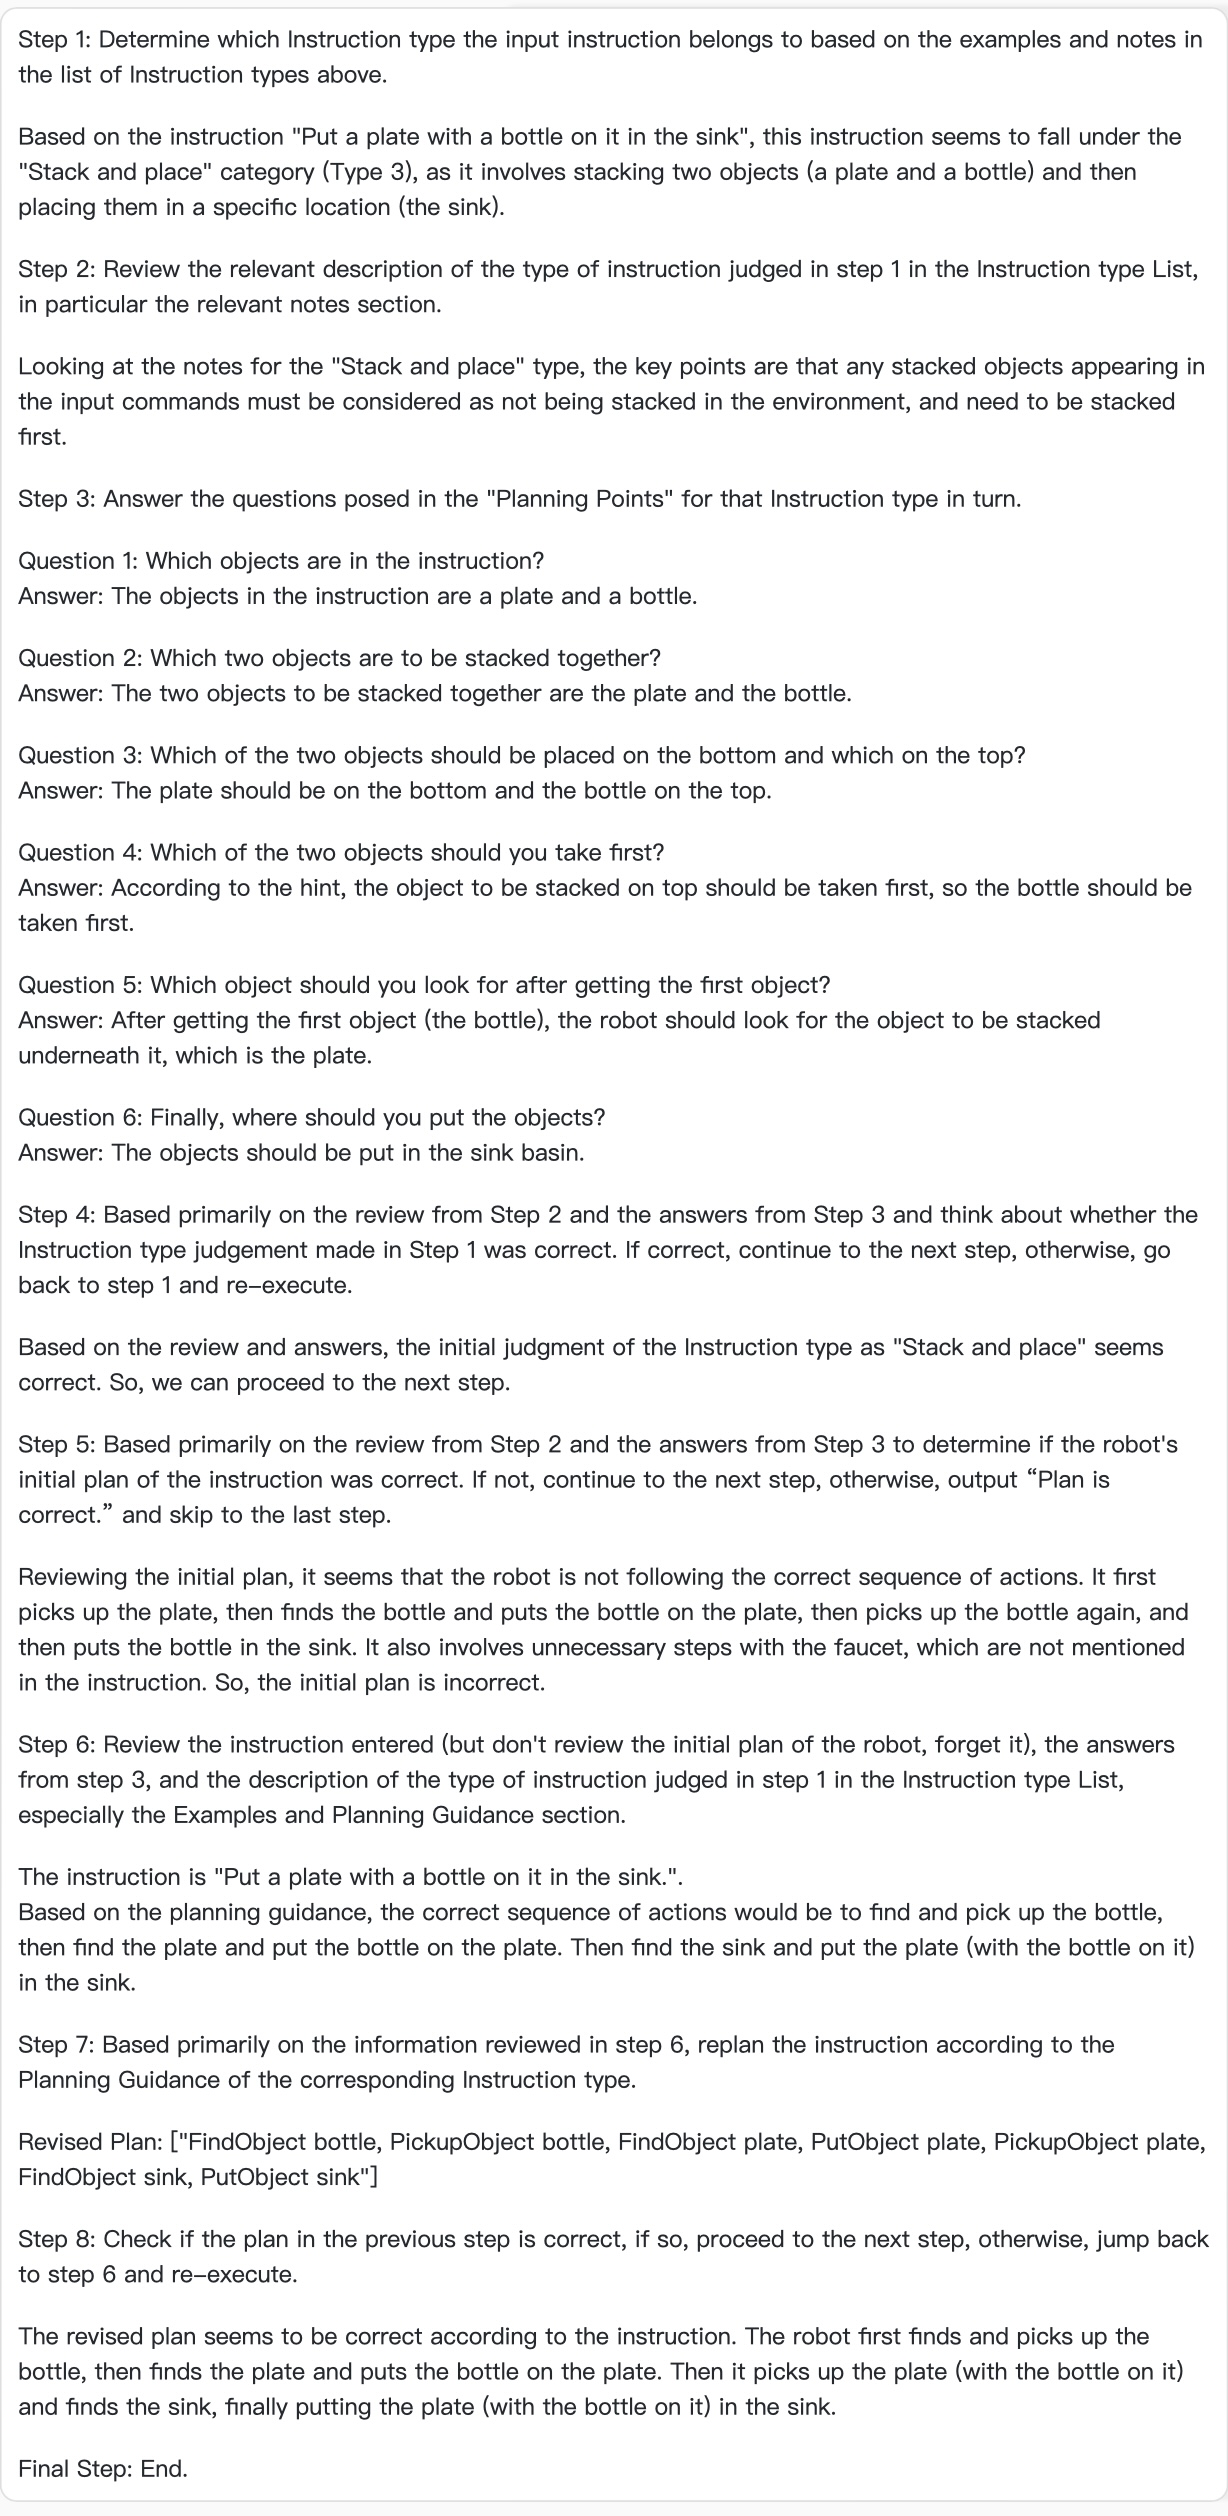 Step 1: Determine which Instruction type the input instruction belongs to based on the examples and notes in
the list of Instruction types above.
Based on the instruction "Put a plate with a bottle on it in the sink", this instruction seems to fall under the
"Stack and place" category (Type 3), as it involves stacking two objects (a plate and a bottle) and then
placing them in a specific location (the sink).
Step 2: Review the relevant description of the type of instruction judged in step 1 in the Instruction type List,
in particular the relevant notes section.
Looking at the notes for the "Stack and place" type, the key points are that any stacked objects appearing in
the input commands must be considered as not being stacked in the environment, and need to be stacked
first.
Step 3: Answer the questions posed in the "Planning Points" for that Instruction type in turn.
Question 1: Which objects are in the instruction?
Answer: The objects in the instruction are a plate and a bottle.
Question 2: Which two objects are to be stacked together?
Answer: The two objects to be stacked together are the plate and the bottle.
Question 3: Which of the two objects should be placed on the bottom and which on the top?
Answer: The plate should be on the bottom and the bottle on the top.
Question 4: Which of the two objects should you take first?
Answer: According to the hint, the object to be stacked on top should be taken first, so the bottle should be
taken first.
Question 5: Which object should you look for after getting the first object?
Answer: After getting the first object (the bottle), the robot should look for the object to be stacked
underneath it, which is the plate.
Question 6: Finally, where should you put the objects?
Answer: The objects should be put in the sink basin.
Step 4: Based primarily on the review from Step 2 and the answers from Step 3 and think about whether the
Instruction type judgement made in Step 1 was correct. If correct, continue to the next step, otherwise, go
back to step 1 and re-execute.
Based on the review and answers, the initial judgment of the Instruction type as "Stack and place" seems
correct. So, we can proceed to the next step.
Step 5: Based primarily on the review from Step 2 and the answers from Step 3 to determine if the robot's
initial plan of the instruction was correct. If not, continue to the next step, otherwise, output “Plan is
correct.” and skip to the last step.
Reviewing the initial plan, it seems that the robot is not following the correct sequence of actions. It first
picks up the plate, then finds the bottle and puts the bottle on the plate, then picks up the bottle again, and
then puts the bottle in the sink. It also involves unnecessary steps with the faucet, which are not mentioned
in the instruction. So, the initial plan is incorrect.
Step 6: Review the instruction entered (but don't review the initial plan of the robot, forget it), the answers
from step 3, and the description of the type of instruction judged in step 1 in the Instruction type List,
especially the Examples and Planning Guidance section.
The instruction is "Put a plate with a bottle on it in the sink.".
Based on the planning guidance, the correct sequence of actions would be to find and pick up the bottle,
then find the plate and put the bottle on the plate. Then find the sink and put the plate (with the bottle on it)
in the sink.
Step 7: Based primarily on the information reviewed in step 6, replan the instruction according to the
Planning Guidance of the corresponding Instruction type.
Revised Plan: ["FindObject bottle, PickupObject bottle, FindObject plate, PutObject plate, PickupObject plate,
FindObject sink, PutObject sink"]
Step 8: Check if the plan in the previous step is correct, if so, proceed to the next step, otherwise, jump back
to step 6 and re-execute.
The revised plan seems to be correct according to the instruction. The robot first finds and picks up the
bottle, then finds the plate and puts the bottle on the plate. Then it picks up the plate (with the bottle on it)
and finds the sink, finally putting the plate (with the bottle on it) in the sink.
Final Step: End.